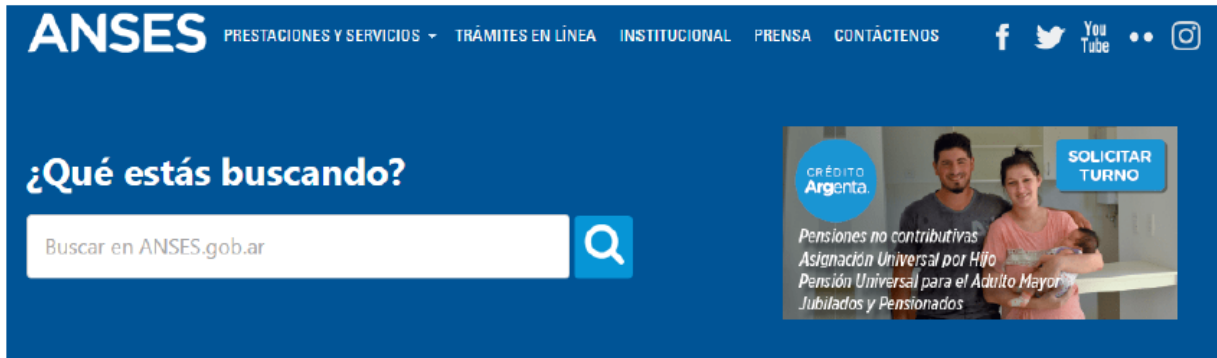 ANSES PRESTACIONES Y SERVICIOS TRÁMITES EN LÍNEA INSTITUCIONAL PRENSA CONTÁCTENOS You Tube
¿Qué estás buscando?
Buscar en ANSES.gob.ar
CRÉDITO
Argenta.
SOLICITAR
TURNO
Pensiones no contributivas
Asignación Universal por Hijo
Pensión Universal para el Adulto Mayor
Jubilados y Pensionados